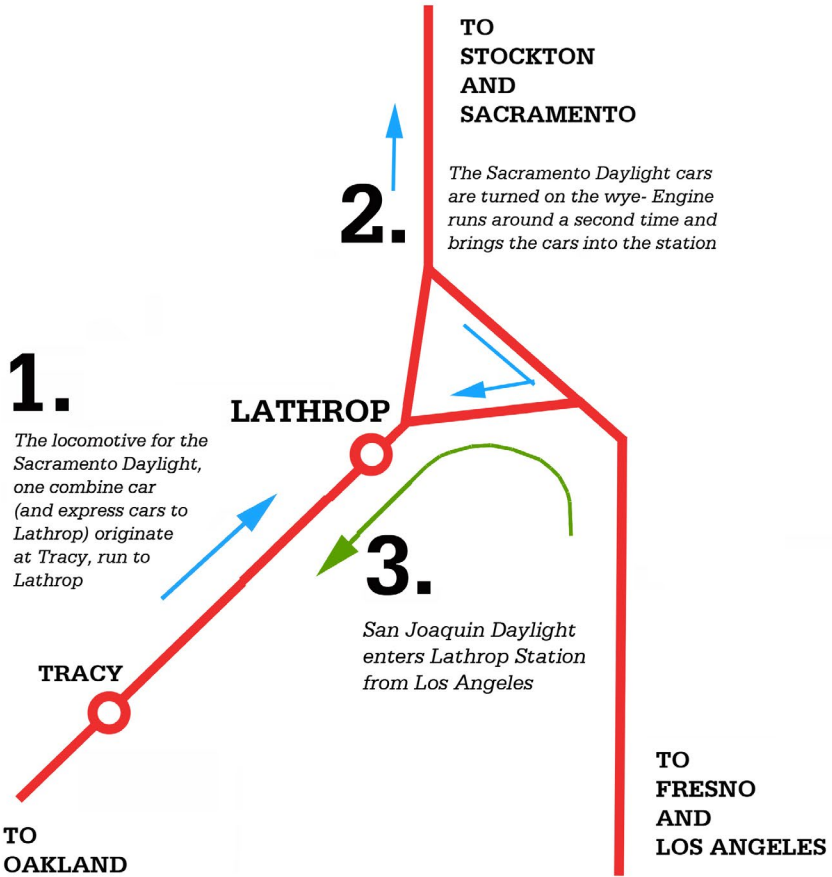 TO
STOCKTON
AND
SACRAMENTO
2.
The Sacramento Daylight cars
are turned on the wye- Engine
runs around a second time and
brings the cars into the station
1.
LATHROP
The locomotive for the
Sacramento Daylight,
one combine car
(and express cars to
Lathrop) originate
at Tracy, run to
Lathrop
3.
San Joaquin Daylight
enters Lathrop Station
from Los Angeles
TRACY
TO
FRESNO
AND
LOS ANGELES
TO
OAKLAND